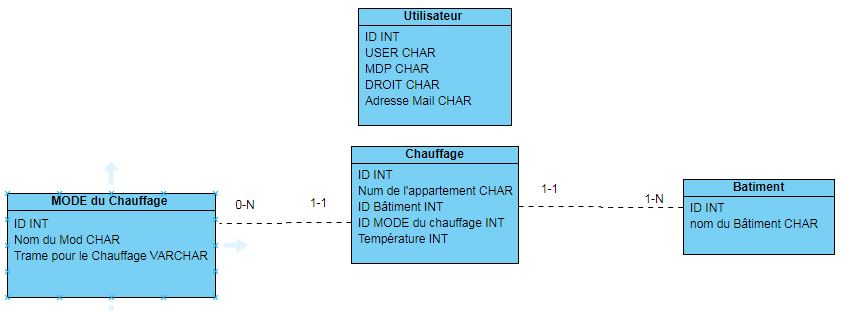 Utilisateur
ID INT
USER CHAR
MDP CHAR
DROIT CHAR
Adresse Mail CHAR
MODE du Chauffage
ID INT
Nom du Mod CHAR
Trame pour le Chauffage VARCHAR
0-N
1-1
Chauffage
ID INT
Num de l'appartement CHAR
ID Bâtiment INT
ID MODE du chauffage INT
Température INT
1-1
1-N
Batiment
ID INT
nom du Bâtiment CHAR